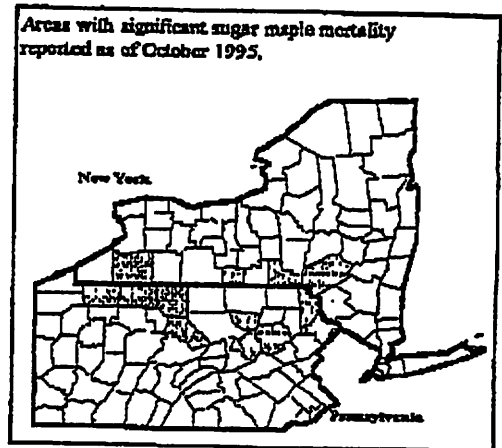 Areas with significant sugar maple mortality
reported as of October 1995.
New York
Pennsylvania